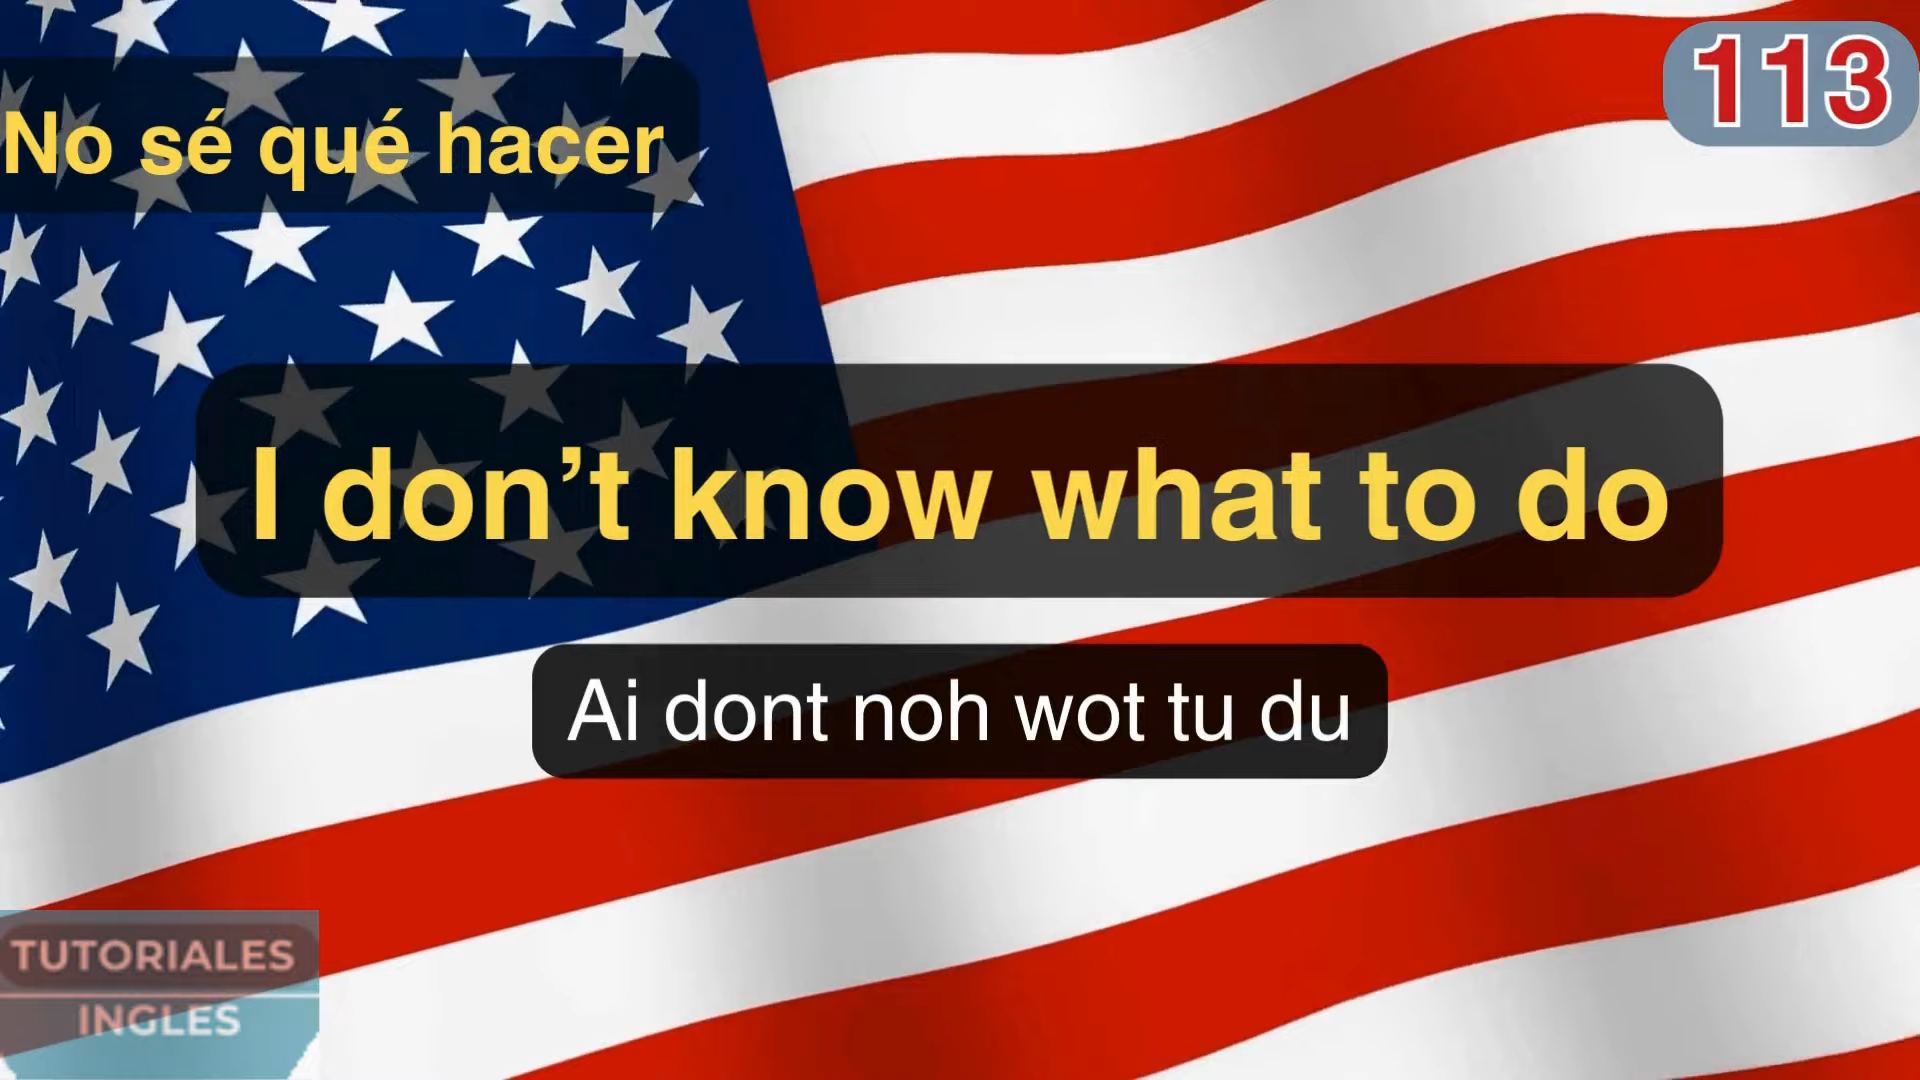 113
No sé qué hacer
I don’t know what to do
Ai dont noh wot tu du
TUTORIALES
INGLES